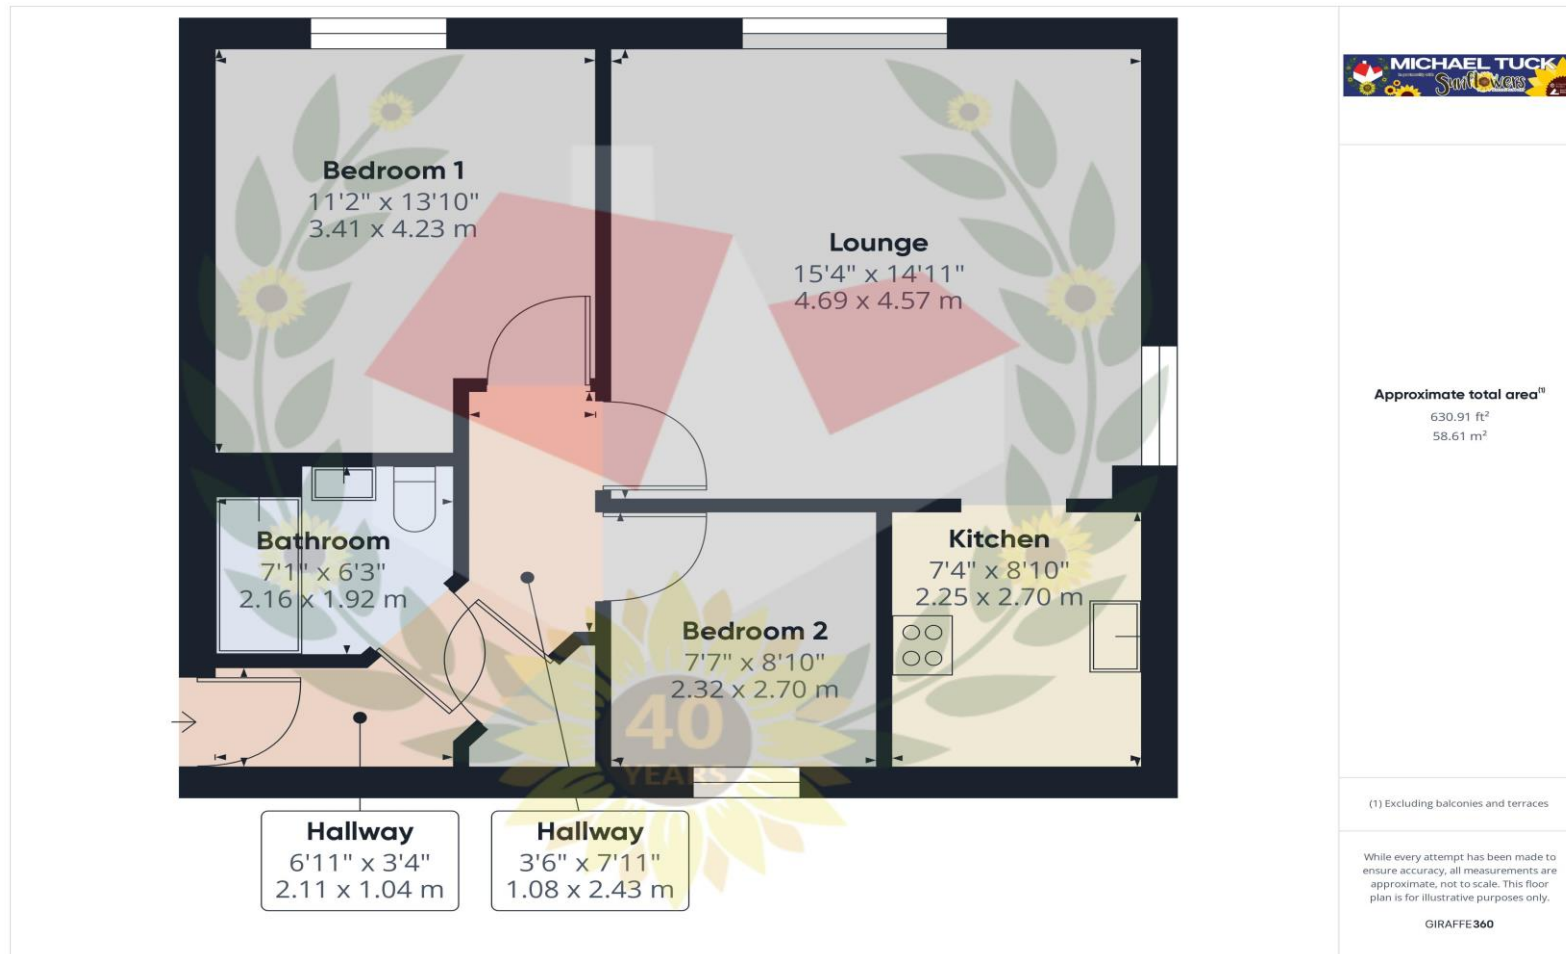 Bedroom 1
11'2" x 13'10"
3.41 x 4.23 m
Lounge
15'4" x 14'11"
4.69 x 4.57 m
Bathroom
7'1" x 6'3"
2.16 x 1.92 m
Kitchen
7'4" x 8'10"
2.25 x 2.70 m
Bedroom 2
7'7" x 8'10"
2.32 x 2.70 m
40
YEARS
Hallway
6'11" x 3'4"
2.11 x 1.04 m
Hallway
3'6" x 7'11"
1.08 x 2.43 m
MICHAEL TUCK
Sunflowers
Approximate total area(1)
630.91 ft²
58.61 m²
(1) Excluding balconies and terraces
While every attempt has been made to
ensure accuracy, all measurements are
approximate, not to scale. This floor
plan is for illustrative purposes only.
GIRAFFE360